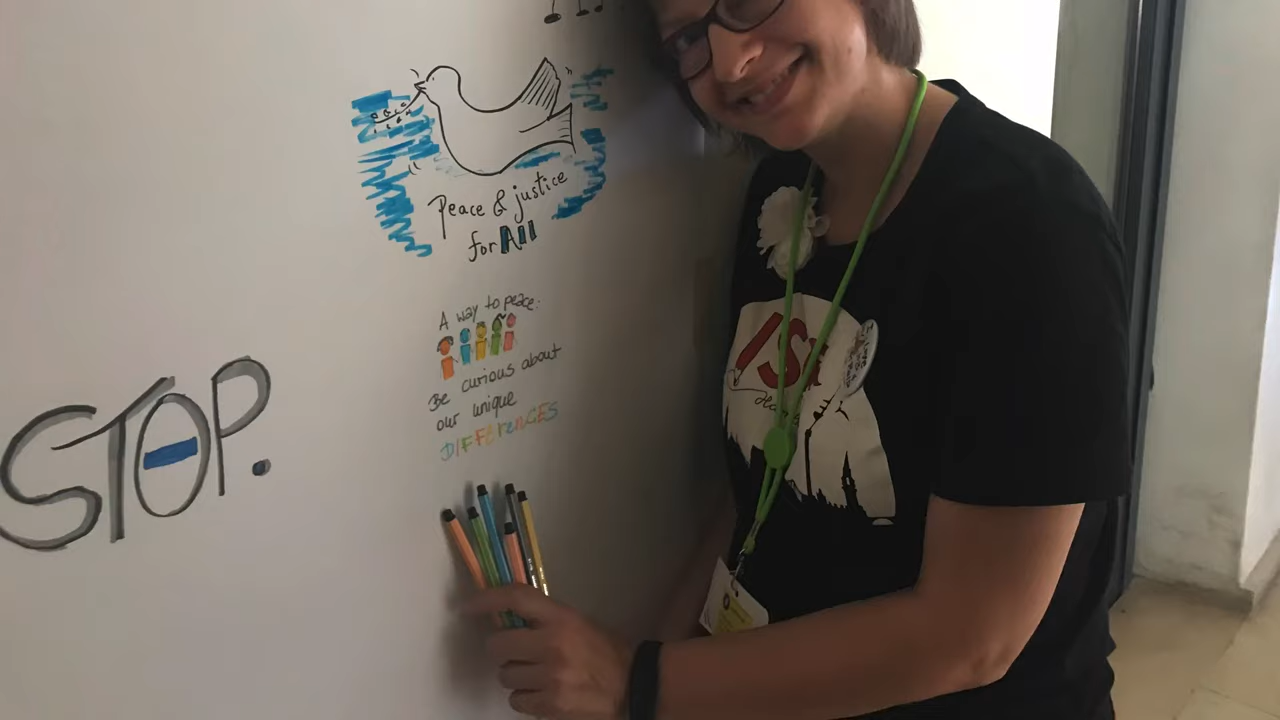 Peace & justice
for All
A way to peace:
Be curious about
our unique
DIFFErenCES
STOP.